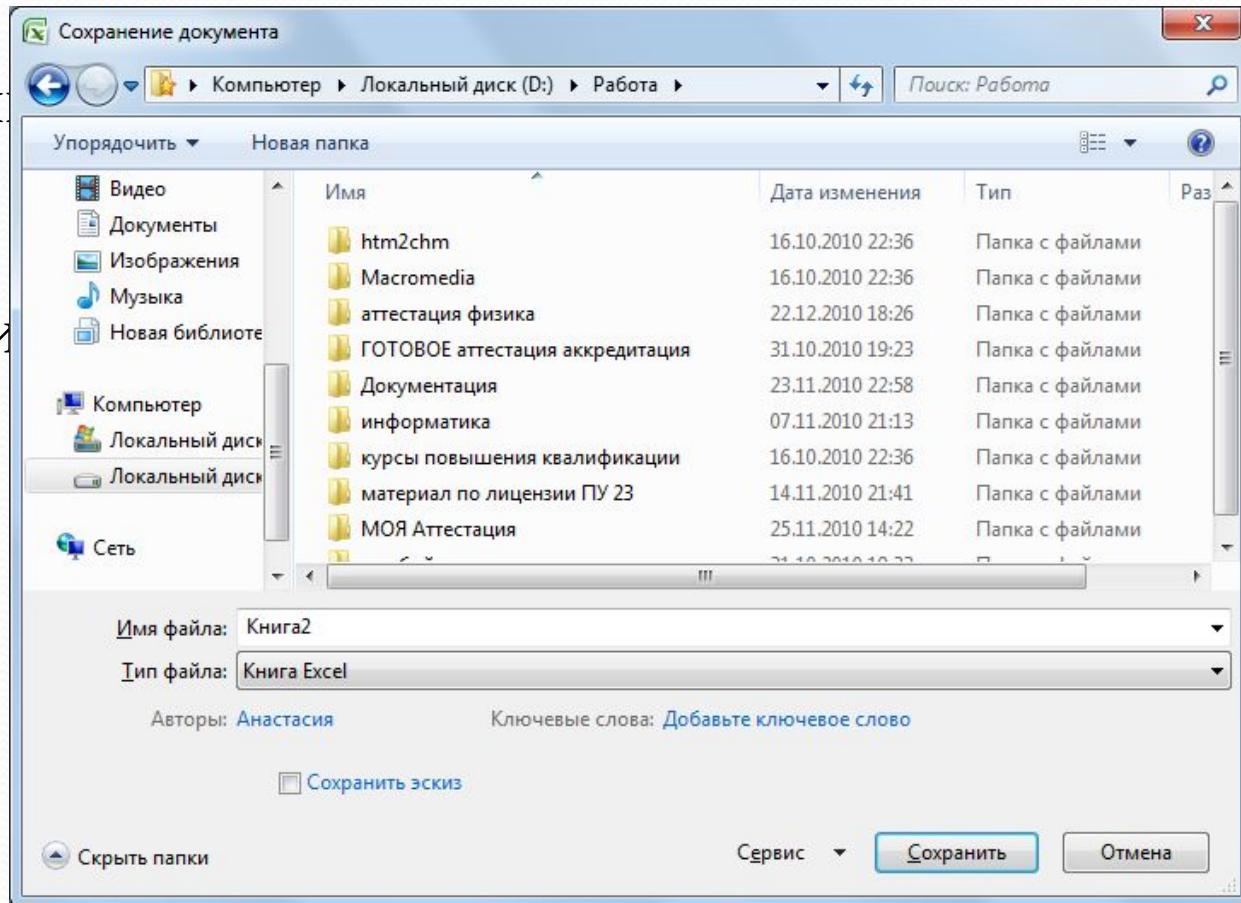 Сохранение документа
Компьютер Локальный диск (D:) Работа Поиск: Работа
Упорядочить Новая папка
Видео
Документы
Изображения
Музыка
Новая библиоте
Компьютер
Локальный диск
Локальный диск
Сеть
Имя Дата изменения Тип Раз
htm2chm 16.10.2010 22:36 Папка с файлами
Macromedia 16.10.2010 22:36 Папка с файлами
аттестация физика 22.12.2010 18:26 Папка с файлами
ГОТОВОЕ аттестация аккредитация 31.10.2010 19:23 Папка с файлами
Документация 23.11.2010 22:58 Папка с файлами
информатика 07.11.2010 21:13 Папка с файлами
курсы повышения квалификации 16.10.2010 22:36 Папка с файлами
материал по лицензии ПУ 23 14.11.2010 21:41 Папка с файлами
МОЯ Аттестация 25.11.2010 14:22 Папка с файлами
Имя файла: Книга2
Тип файла: Книга Excel
Авторы: Анастасия Ключевые слова: Добавьте ключевое слово
Сохранить эскиз
Скрыть папки Сервис Сохранить Отмена